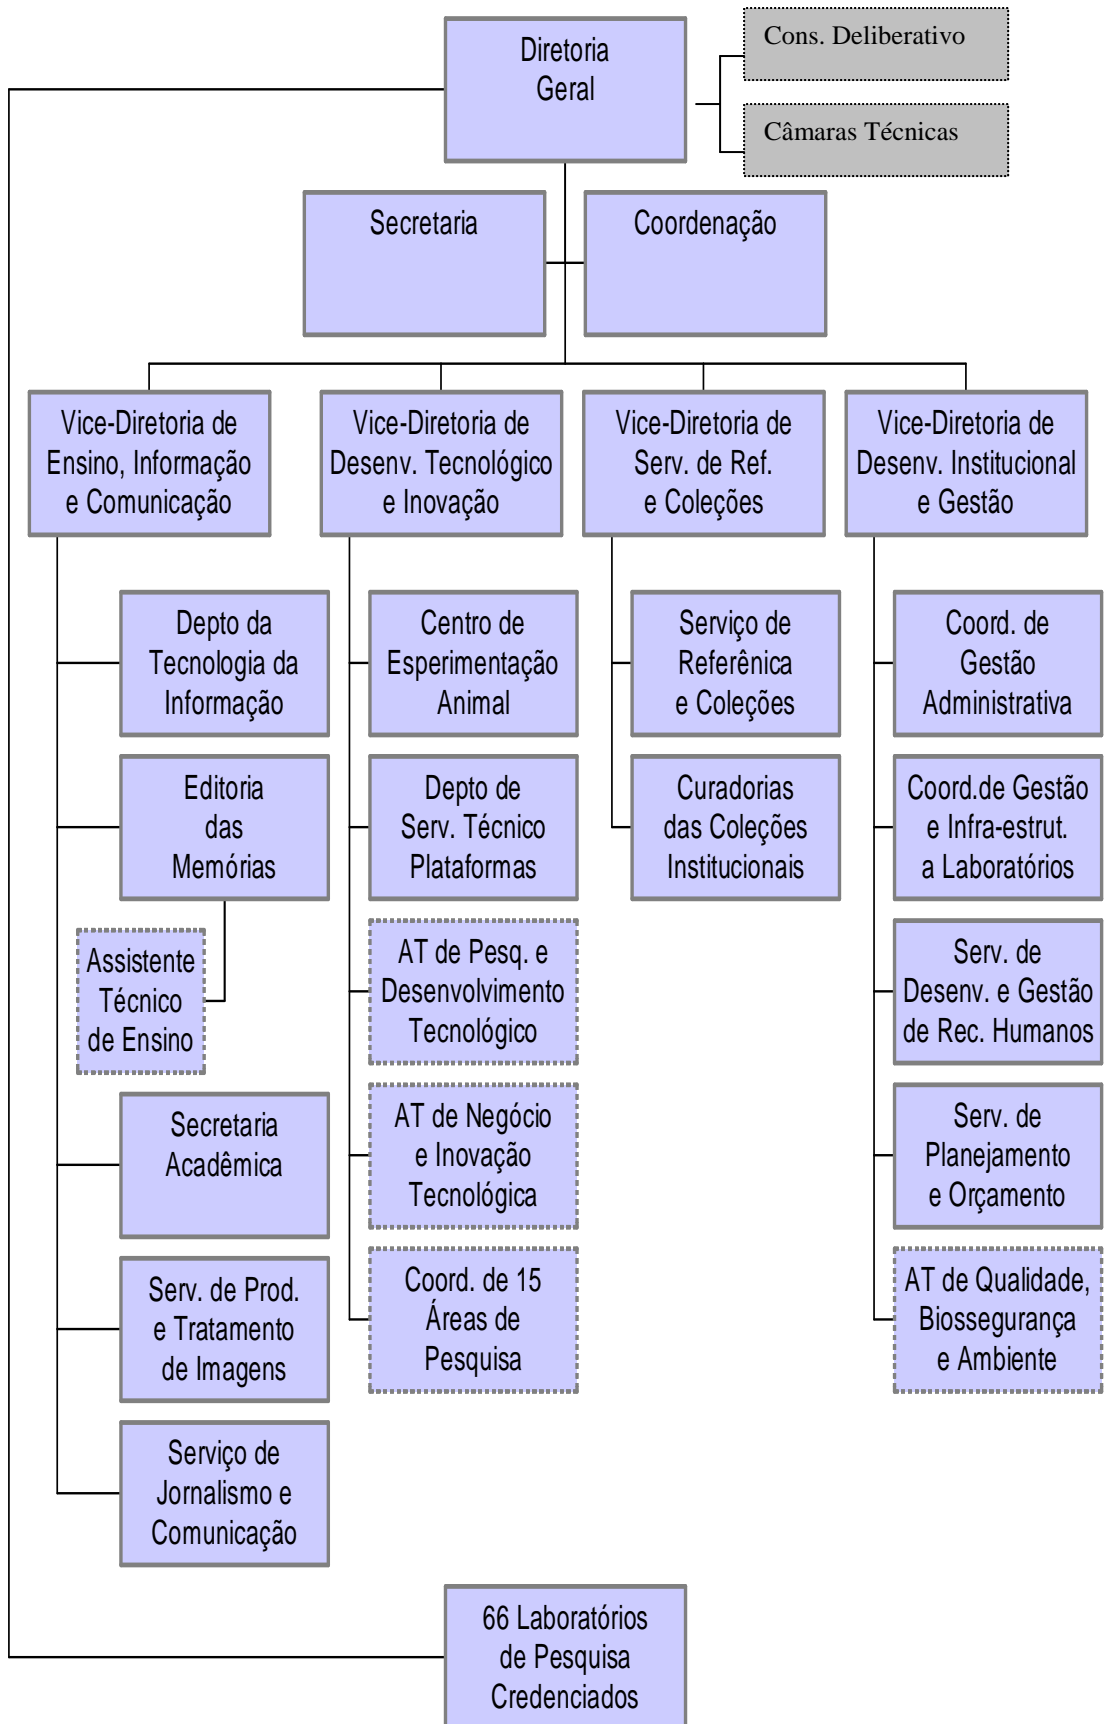 Diretoria
Geral
Cons. Deliberativo
Câmaras Técnicas
Secretaria
Coordenação
Vice-Diretoria de
Ensino, Informação
e Comunicação
Vice-Diretoria de
Desenv. Tecnológico
e Inovação
Vice-Diretoria de
Serv. de Ref.
e Coleções
Vice-Diretoria de
Desenv. Institucional
e Gestão
Depto da
Tecnologia da
Informação
Centro de
Esperimentação
Animal
Serviço de
Referênica
e Coleções
Coord. de
Gestão
Administrativa
Editoria
das
Memórias
Depto de
Serv. Técnico
Plataformas
Curadorias
das Coleções
Institucionais
Coord.de Gestão
e Infra-estrut.
a Laboratórios
Assistente
Técnico
de Ensino
AT de Pesq. e
Desenvolvimento
Tecnológico
Serv. de
Desenv. e Gestão
de Rec. Humanos
Secretaria
Acadêmica
AT de Negócio
e Inovação
Tecnológica
Serv. de
Planejamento
e Orçamento
Serv. de Prod.
e Tratamento
de Imagens
Coord. de 15
Áreas de
Pesquisa
AT de Qualidade,
Biossegurança
e Ambiente
Serviço de
Jornalismo e
Comunicação
66 Laboratórios
de Pesquisa
Credenciados